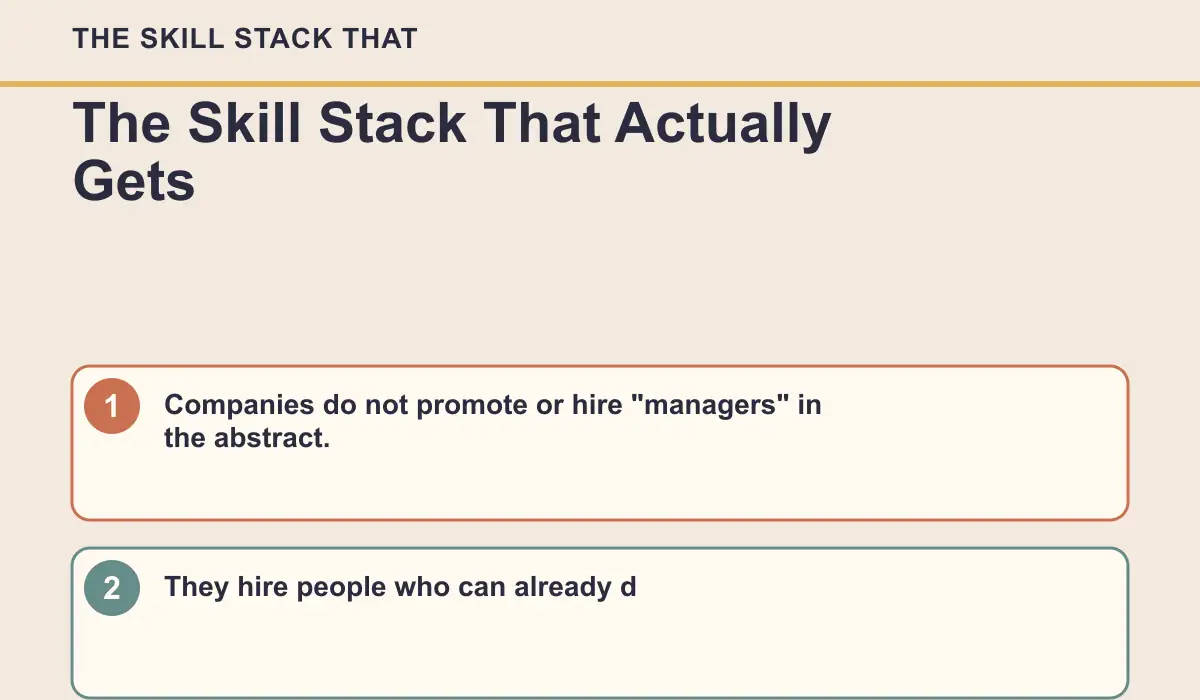 THE SKILL STACK THAT
The Skill Stack That Actually
Gets
1
Companies do not promote or hire "managers" in
the abstract.
2
They hire people who can already d